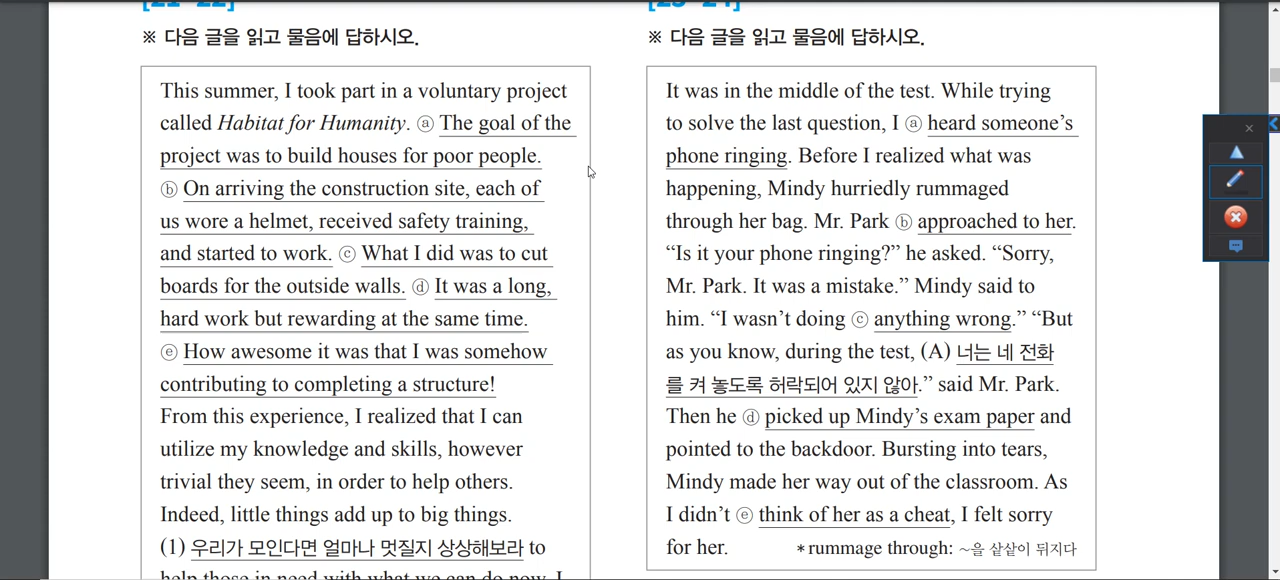 [21~22]
※ 다음 글을 읽고 물음에 답하시오.
This summer, I took part in a voluntary project
called Habitat for Humanity. ⓐ The goal of the
project was to build houses for poor people.
ⓑ On arriving the construction site, each of
us wore a helmet, received safety training,
and started to work. ⓒ What I did was to cut
boards for the outside walls. ⓓ It was a long,
hard work but rewarding at the same time.
ⓔ How awesome it was that I was somehow
contributing to completing a structure!
From this experience, I realized that I can
utilize my knowledge and skills, however
trivial they seem, in order to help others.
Indeed, little things add up to big things.
(1) 우리가 모인다면 얼마나 멋질지 상상해보라 to
help those in need with what we can do now. I
[23~24]
※ 다음 글을 읽고 물음에 답하시오.
It was in the middle of the test. While trying
to solve the last question, I ⓐ heard someone's
phone ringing. Before I realized what was
happening, Mindy hurriedly rummaged
through her bag. Mr. Park ⓑ approached to her.
“Is it your phone ringing?” he asked. “Sorry,
Mr. Park. It was a mistake.” Mindy said to
him. “I wasn't doing ⓒ anything wrong.” “But
as you know, during the test, (A) 너는 네 전화
를 켜 놓도록 허락되어 있지 않아.” said Mr. Park.
Then he ⓓ picked up Mindy's exam paper and
pointed to the backdoor. Bursting into tears,
Mindy made her way out of the classroom. As
I didn't ⓔ think of her as a cheat, I felt sorry
for her.
* rummage through: ~을 샅샅이 뒤지다